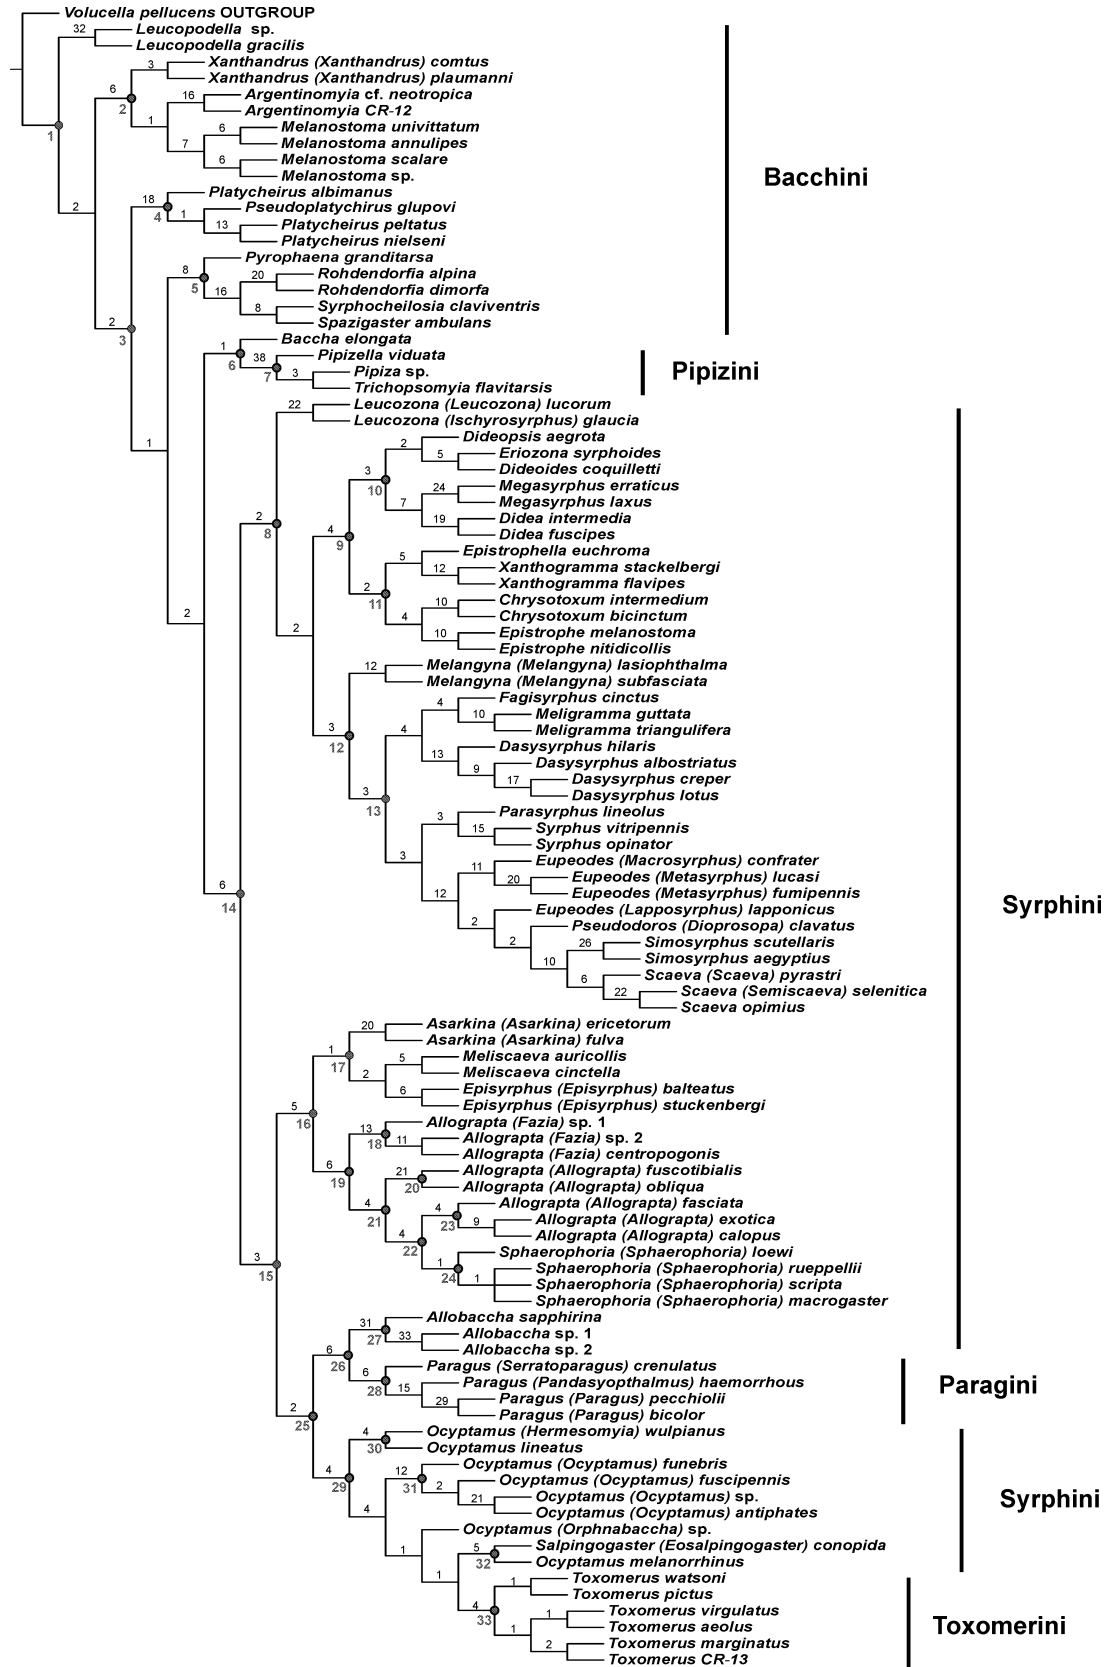 Volucella pellucens OUTGROUP
32
Leucopodella sp.
Leucopodella gracilis
1
3
Xanthandrus (Xanthandrus) comtus
Xanthandrus (Xanthandrus) plaumanni
6
2
16
Argentinomyia cf. neotropica
Argentinomyia CR-12
1
6
Melanostoma univittatum
Melanostoma annulipes
7
6
Melanostoma scalare
Melanostoma sp.
Bacchini
2
18
4
Platycheirus albimanus
1
Pseudoplatychirus glupovi
13
Platycheirus peltatus
Platycheirus nielseni
2
3
8
5
Pyrophaena granditarsa
20
Rohdendorfia alpina
Rohdendorfia dimorfa
16
8
Syrphocheilosia claviventris
Spazigaster ambulans
1
1
6
Baccha elongata
38
7
Pipizella viduata
3
Pipiza sp.
Trichopsomyia flavitarsis
Pipizini
2
22
Leucozona (Leucozona) lucorum
Leucozona (Ischyrosyrphus) glaucia
2
8
2
Dideopsis aegrota
5
Eriozona syrphoides
Dideoides coquilletti
3
10
24
Megasyrphus erraticus
Megasyrphus laxus
7
19
Didea intermedia
Didea fuscipes
4
9
5
Epistrophella euchroma
12
Xanthogramma stackelbergi
Xanthogramma flavipes
2
11
10
Chrysotoxum intermedium
Chrysotoxum bicinctum
4
10
Epistrophe melanostoma
Epistrophe nitidicollis
2
12
Melangyna (Melangyna) lasiophthalma
Melangyna (Melangyna) subfasciata
3
12
4
Fagisyrphus cinctus
10
Meligramma guttata
Meligramma triangulifera
4
13
Dasysyrphus hilaris
9
Dasysyrphus albostriatus
17
Dasysyrphus creper
Dasysyrphus lotus
3
13
3
Parasyrphus lineolus
15
Syrphus vitripennis
Syrphus opinator
3
11
Eupeodes (Macrosyrphus) confrater
20
Eupeodes (Metasyrphus) lucasi
Eupeodes (Metasyrphus) fumipennis
12
2
Eupeodes (Lapposyrphus) lapponicus
2
Pseudodoros (Dioprosopa) clavatus
26
Simosyrphus scutellaris
Simosyrphus aegyptius
10
6
Scaeva (Scaeva) pyrastri
22
Scaeva (Semiscaeva) selenitica
Scaeva opimius
Syrphini
6
14
20
Asarkina (Asarkina) ericetorum
Asarkina (Asarkina) fulva
1
17
5
Meliscaeva auricollis
Meliscaeva cinctella
2
6
Episyrphus (Episyrphus) balteatus
Episyrphus (Episyrphus) stuckenbergi
5
16
13
18
Allograpta (Fazia) sp. 1
11
Allograpta (Fazia) sp. 2
Allograpta (Fazia) centropogonis
6
19
21
20
Allograpta (Allograpta) fuscotibialis
Allograpta (Allograpta) obliqua
4
21
4
23
Allograpta (Allograpta) fasciata
9
Allograpta (Allograpta) exotica
Allograpta (Allograpta) calopus
4
22
1
24
Sphaerophoria (Sphaerophoria) loewi
1
Sphaerophoria (Sphaerophoria) rueppellii
Sphaerophoria (Sphaerophoria) scripta
Sphaerophoria (Sphaerophoria) macrogaster
3
15
31
27
Allobaccha sapphirina
33
Allobaccha sp. 1
Allobaccha sp. 2
6
26
6
28
Paragus (Serratoparagus) crenulatus
15
Paragus (Pandasyopthalmus) haemorrhous
29
Paragus (Paragus) pecchiolii
Paragus (Paragus) bicolor
Paragini
2
25
4
30
Ocyptamus (Hermesomyia) wulpianus
Ocyptamus lineatus
4
29
12
31
Ocyptamus (Ocyptamus) funebris
2
Ocyptamus (Ocyptamus) fuscipennis
21
Ocyptamus (Ocyptamus) sp.
Ocyptamus (Ocyptamus) antiphates
Syrphini
4
1
Ocyptamus (Orphnabaccha) sp.
5
32
Salpingogaster (Eosalpingogaster) conopida
Ocyptamus melanorrhinus
1
4
33
1
Toxomerus watsoni
Toxomerus pictus
1
1
Toxomerus virgulatus
Toxomerus aeolus
2
Toxomerus marginatus
Toxomerus CR-13
Toxomerini